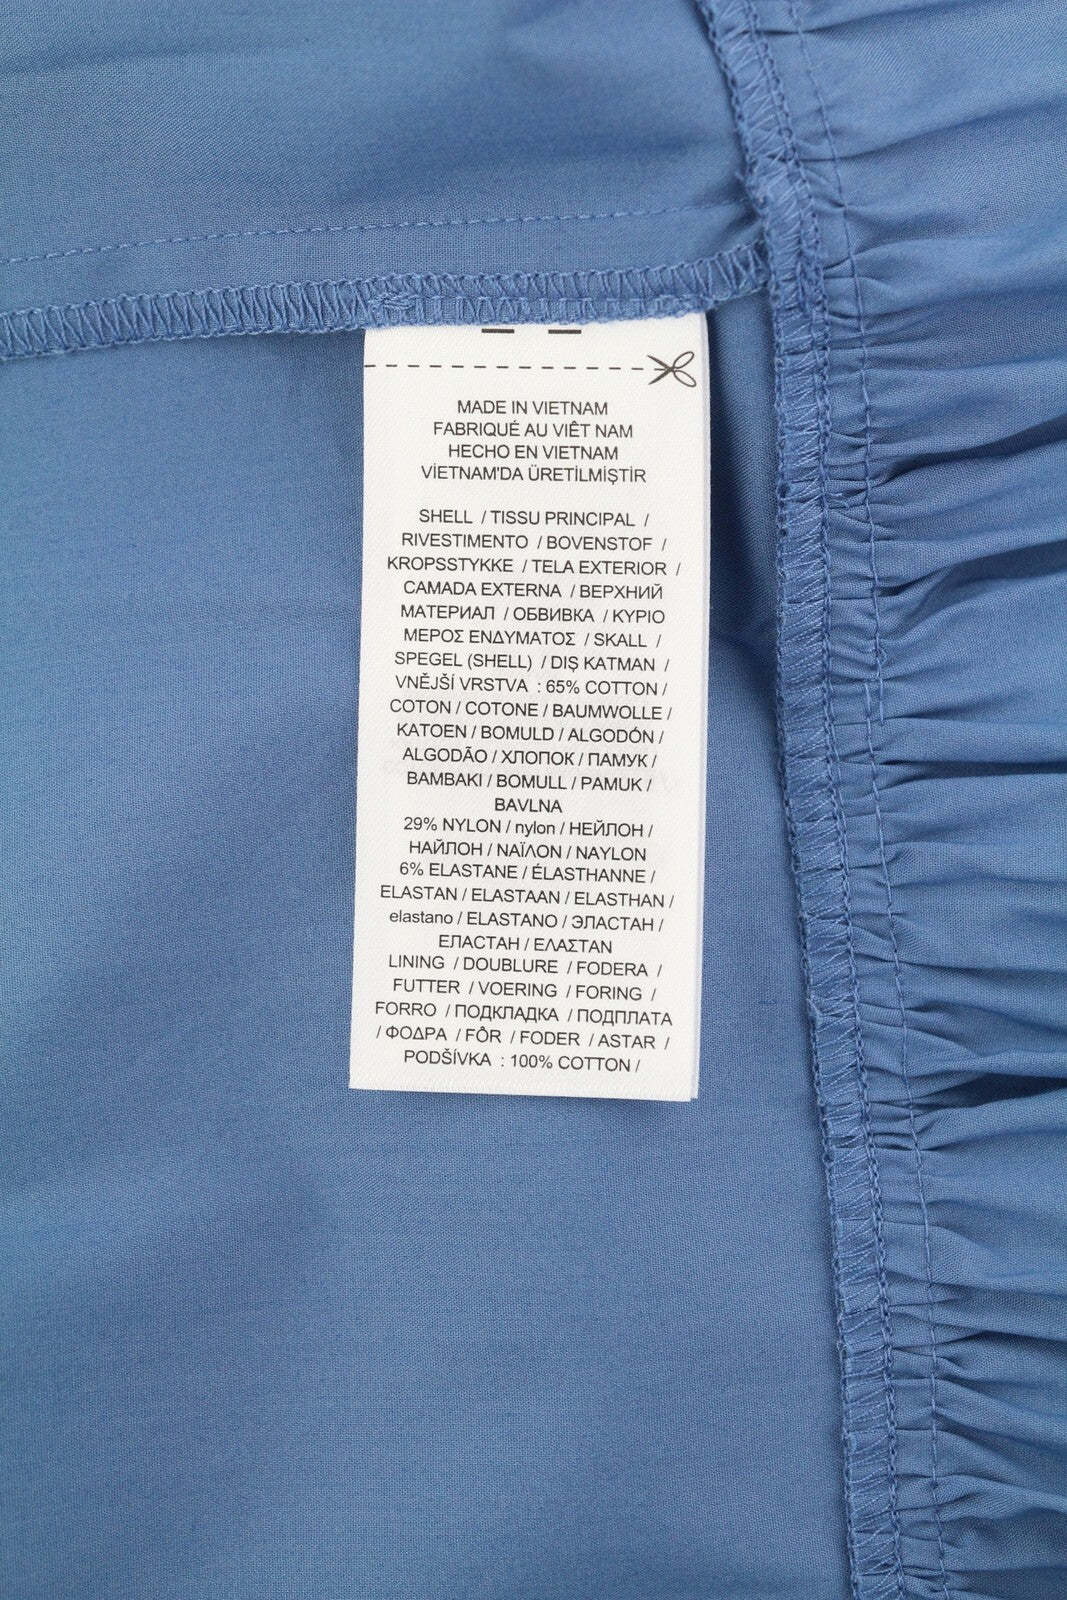 MADE IN VIETNAM
FABRIQUÉ AU VIÊT NAM
HECHO EN VIETNAM
VİETNAM'DA ÜRETİLMİŞTİR
SHELL / TISSU PRINCIPAL /
RIVESTIMENTO / BOVENSTOF /
KROPSSTYKKE / TELA EXTERIOR /
CAMADA EXTERNA / ВЕРХНИЙ
МАТЕРИАЛ / ОБВИВКА / ΚΥΡΙΟ
ΜΕΡΟΣ ΕΝΔΥΜΑΤΟΣ / SKALL /
SPEGEL (SHELL) / DIŞ KATMAN /
VNĚJŠÍ VRSTVA : 65% COTTON /
COTON / COTONE / BAUMWOLLE /
KATOEN / BOMULD / ALGODÓN /
ALGODÃO / ХЛОПОК / ПАМУК /
ΒΑΜΒΑΚΙ / BOMULL / PAMUK /
BAVLNA
29% NYLON / nylon / НЕЙЛОН /
НАЙЛОН / ΝΑΪΛΟΝ / NAYLON
6% ELASTANE / ÉLASTHANNE /
ELASTAN / ELASTAAN / ELASTHAN /
elastano / ELASTANO / ЭЛАСТАН /
ЕЛАСТАН / ΕΛΑΣΤΑΝ
LINING / DOUBLURE / FODERA /
FUTTER / VOERING / FORING /
FORRO / ПОДКЛАДКА / ПОДПЛАТА
/ ΦΟΔΡΑ / FÔR / FODER / ASTAR /
PODŠÍVKA : 100% COTTON /